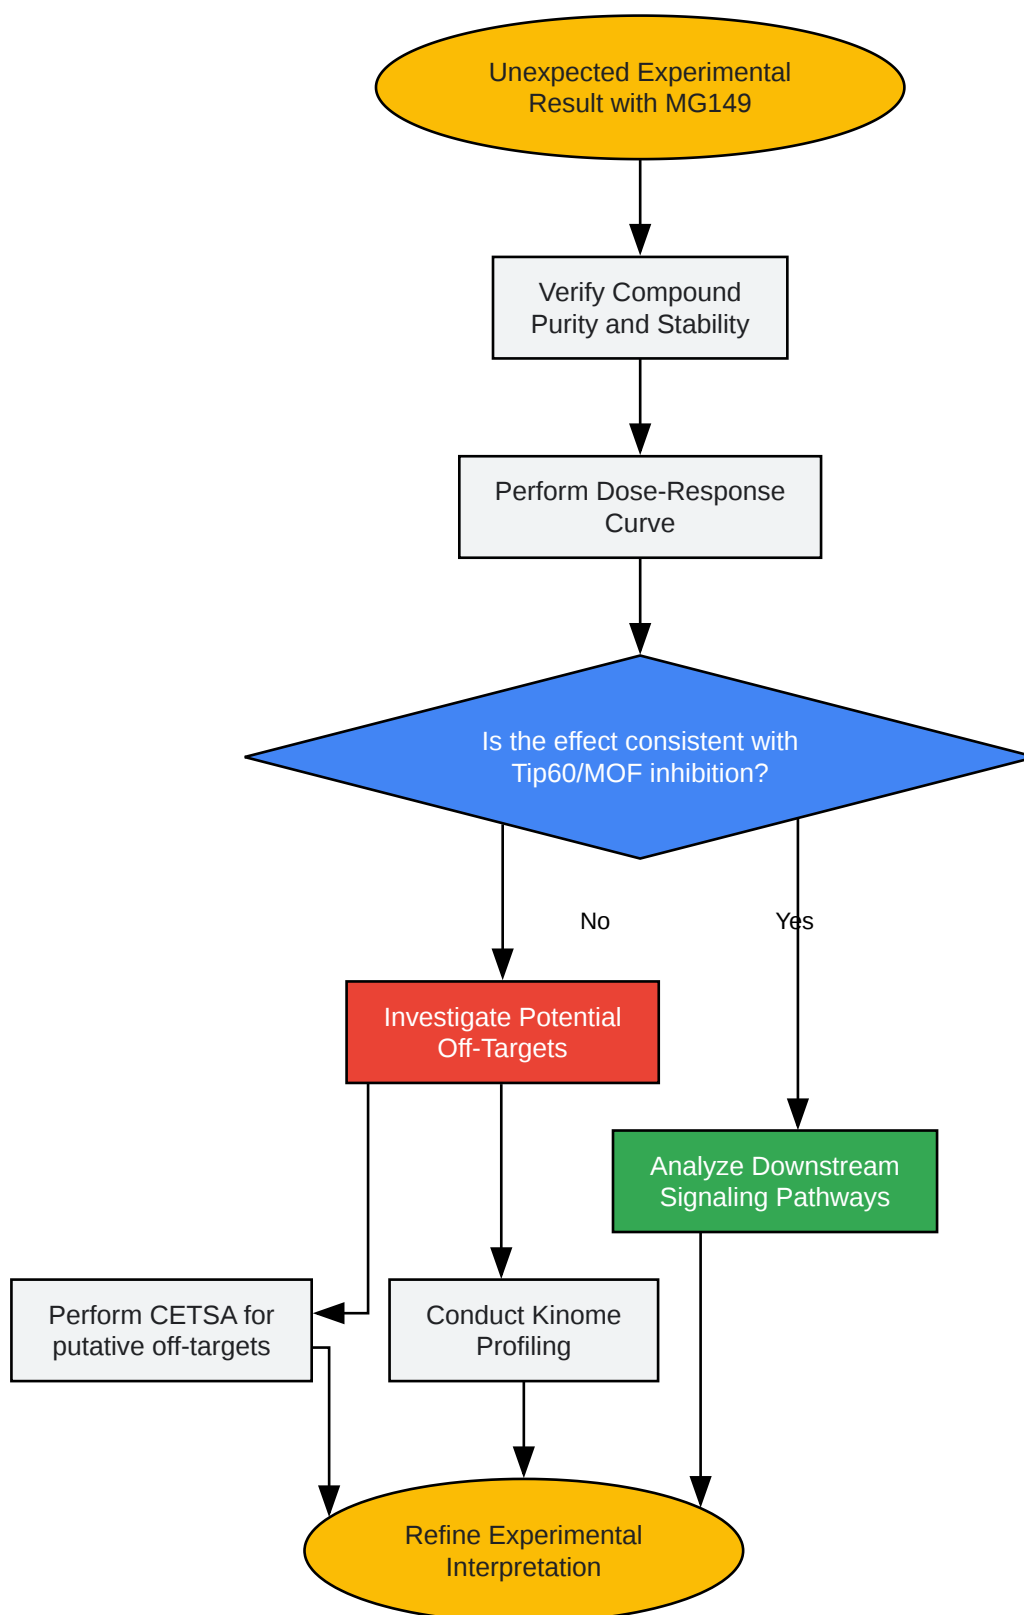 Unexpected Experimental
Result with MG149
Verify Compound
Purity and Stability
Perform Dose-Response
Curve
Is the effect consistent with
Tip60/MOF inhibition?
No
Yes
Investigate Potential
Off-Targets
Analyze Downstream
Signaling Pathways
Perform CETSA for
putative off-targets
Conduct Kinome
Profiling
Refine Experimental
Interpretation